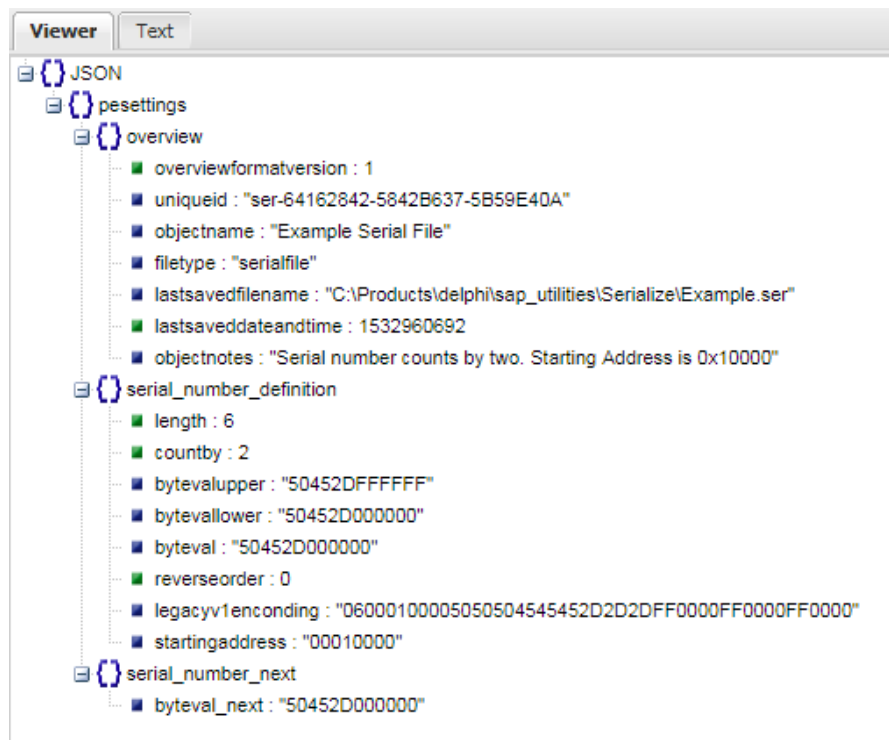 Viewer Text
JSON
pesettings
overview
overviewformatversion : 1
uniqueid : "ser-64162842-5842B637-5B59E40A"
objectname : "Example Serial File"
filetype : "serialfile"
lastsavedfilename : "C:\Products\delphi\sap_utilities\Serialize\Example.ser"
lastsaveddateandtime : 1532960692
objectnotes : "Serial number counts by two. Starting Address is 0x10000"
serial_number_definition
length : 6
countby : 2
bytevalupper : "50452DFFFFFF"
bytevallower : "50452D000000"
byteval : "50452D000000"
reverseorder : 0
legacyv1enconding : "06000100005050504545452D2D2DFF0000FF0000FF0000"
startingaddress : "00010000"
serial_number_next
byteval_next : "50452D000000"